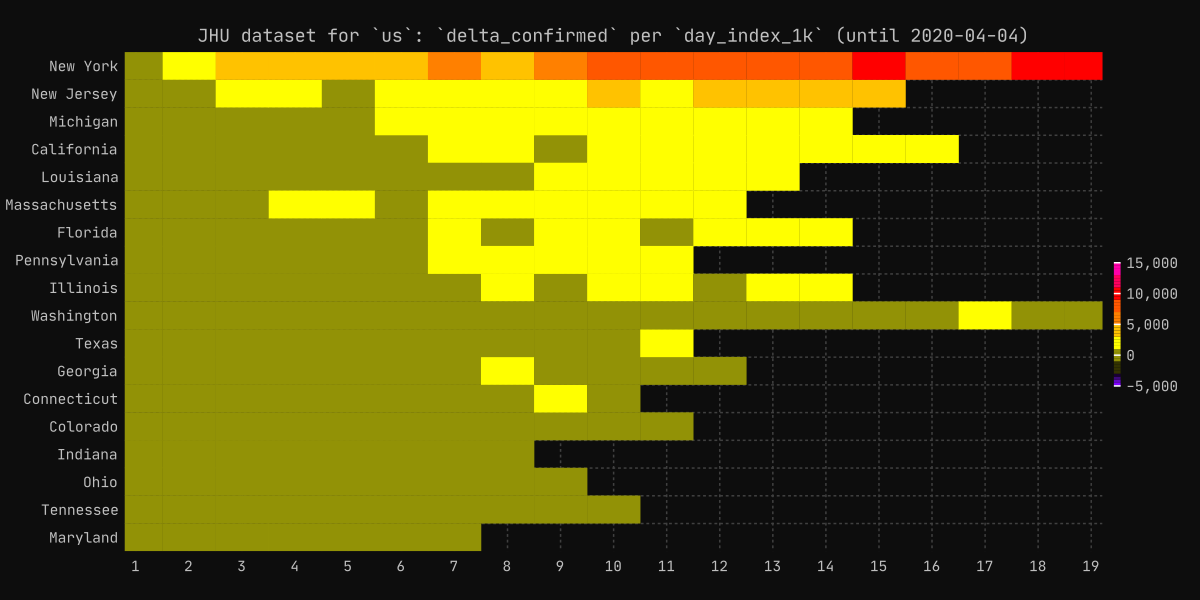 JHU dataset for `us`: `delta_confirmed` per `day_index_1k` (until 2020-04-04)
New York
New Jersey
Michigan
California
Louisiana
Massachusetts
Florida
Pennsylvania
Illinois
Washington
Texas
Georgia
Connecticut
Colorado
Indiana
Ohio
Tennessee
Maryland
15,000
10,000
5,000
0
−5,000
1 2 3 4 5 6 7 8 9 10 11 12 13 14 15 16 17 18 19